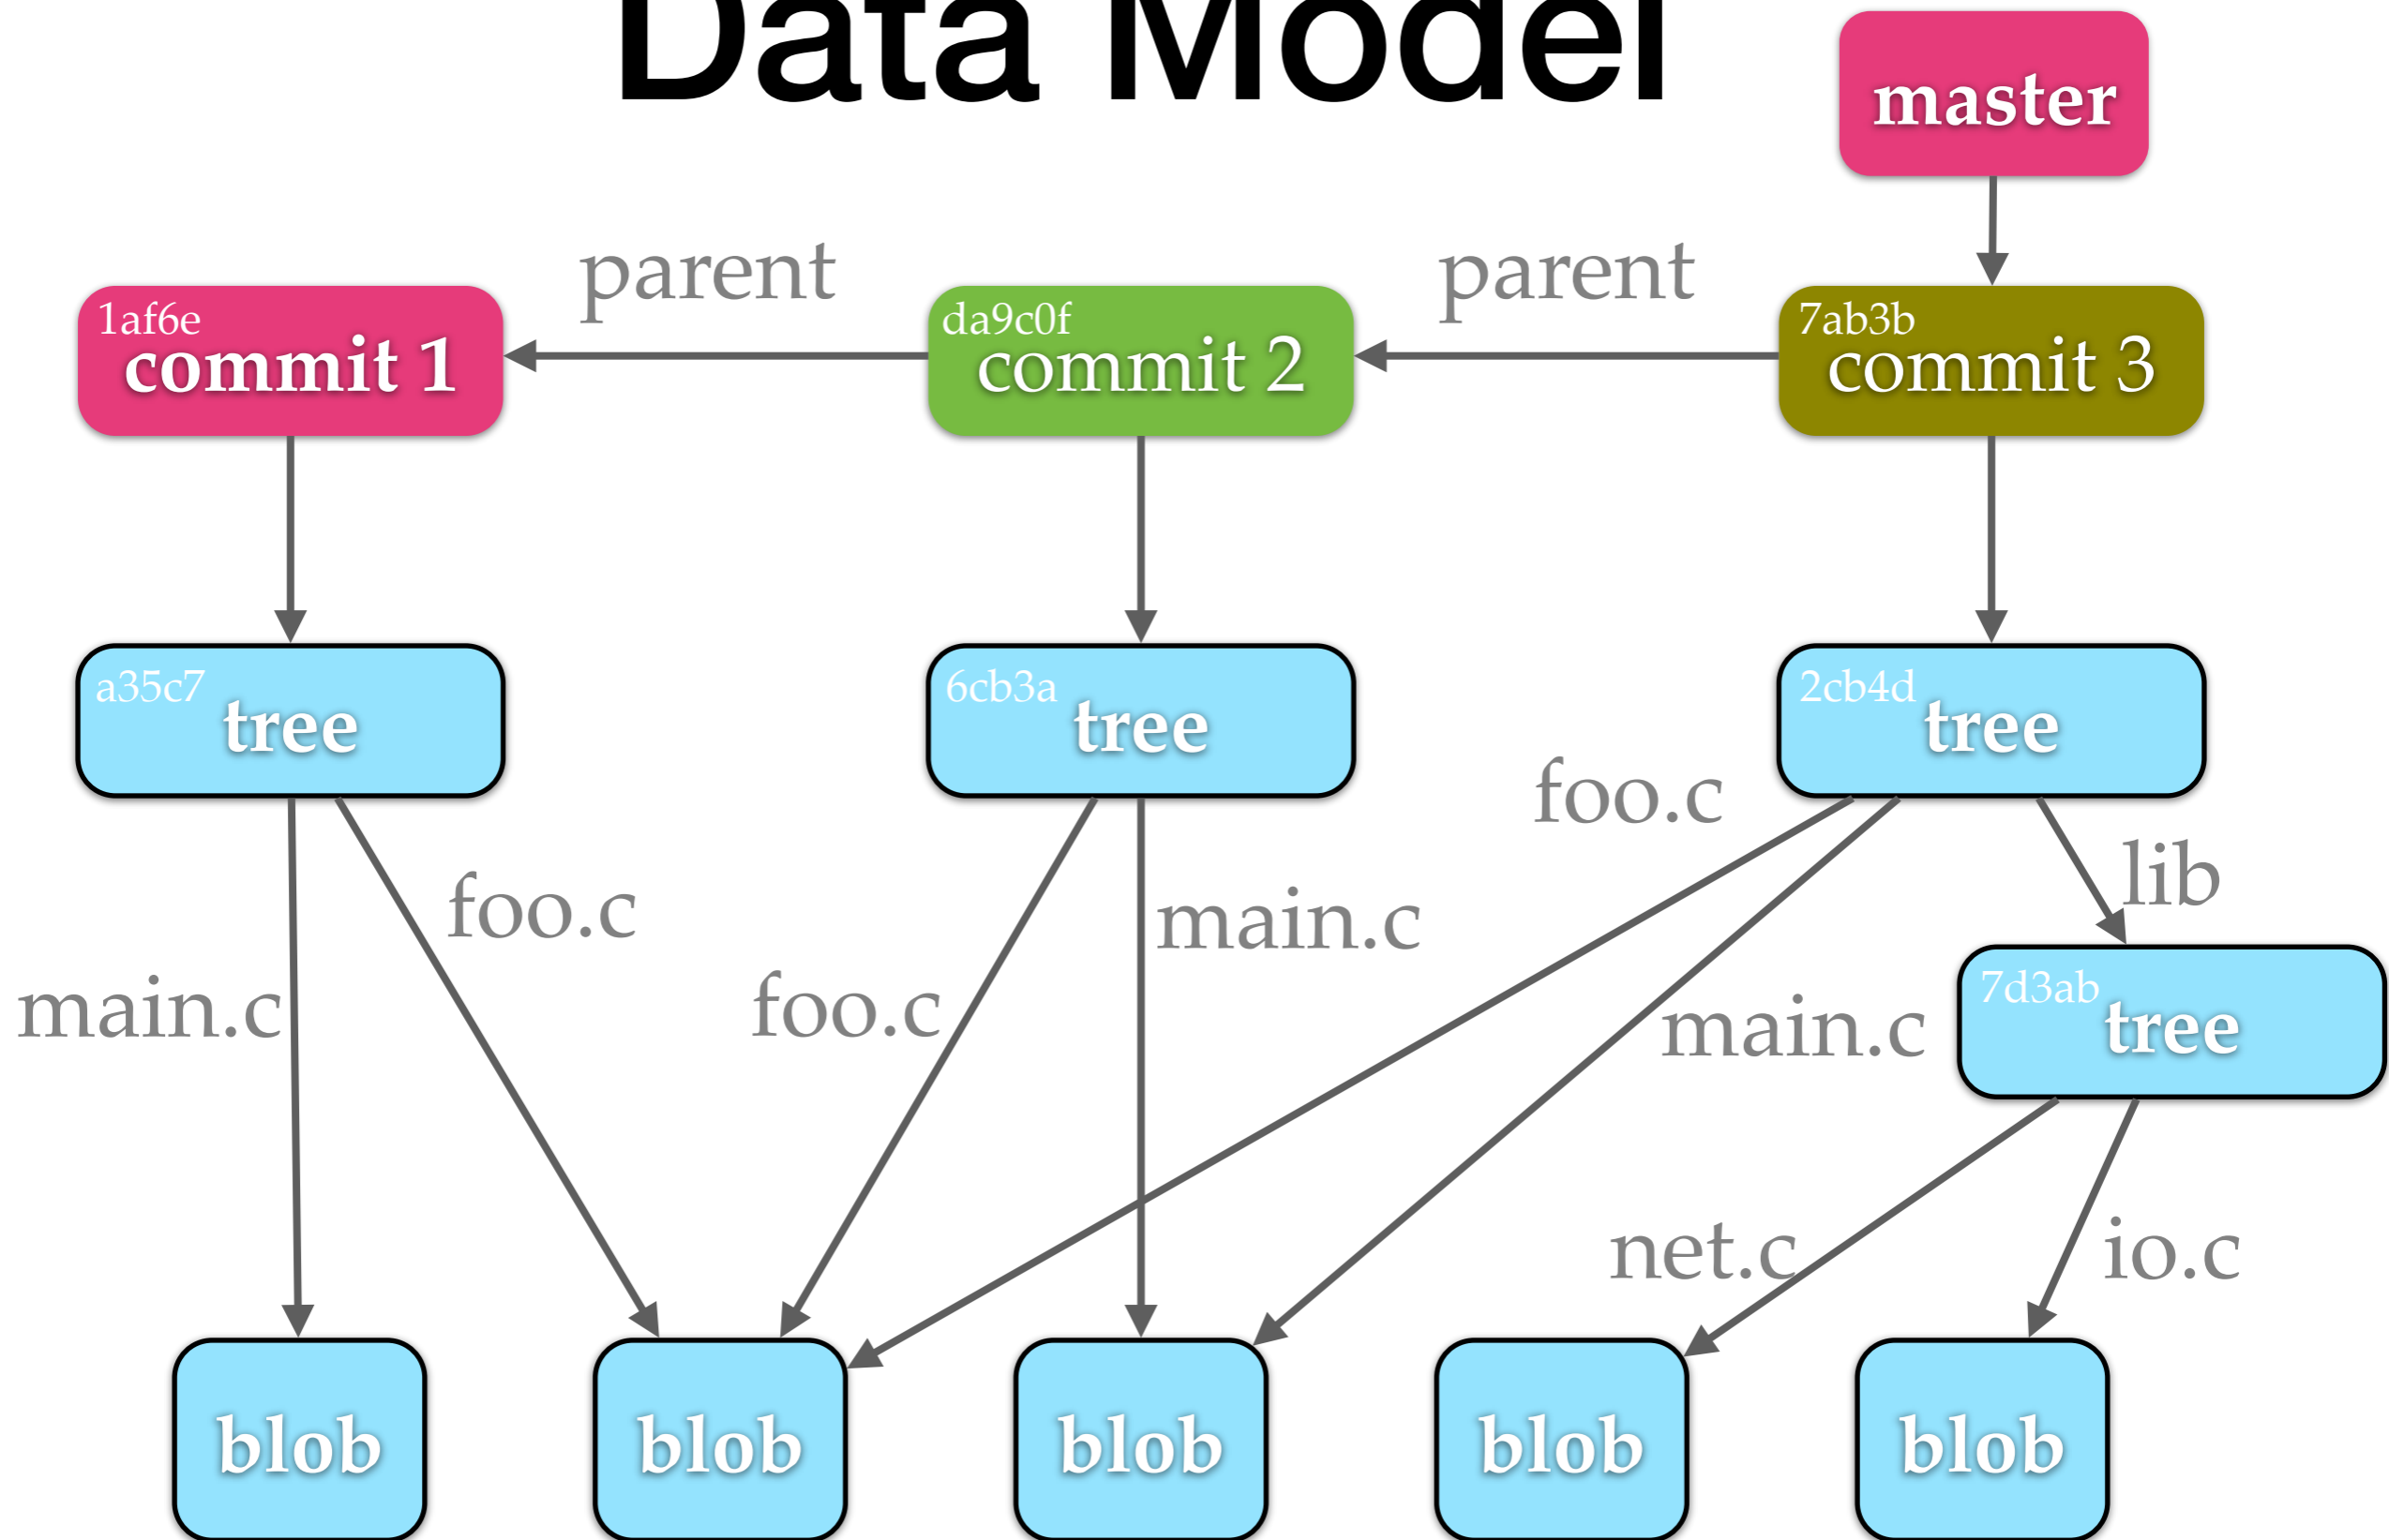 Data Model
master
parent
parent
1af6e
commit 1
da9c0f
commit 2
7ab3b
commit 3
a35c7
tree
6cb3a
tree
2cb4d
tree
foo.c
lib
foo.c
main.c
main.c
foo.c
main.c
7d3ab
tree
net.c
io.c
blob
blob
blob
blob
blob